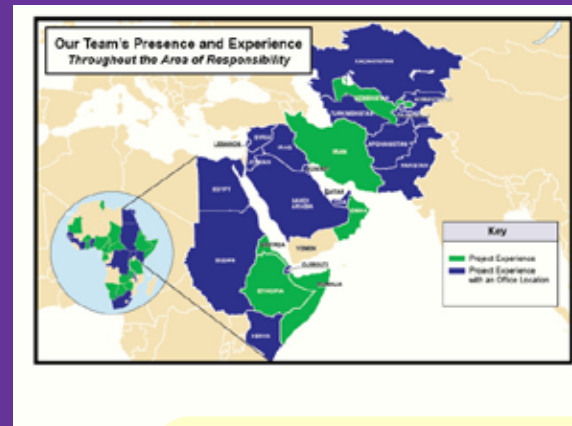 Our Team's Presence and Experience
Throughout the Area of Responsibility
KAZAKHSTAN
UZBEKISTAN
TURKMENISTAN
SYRIA
LEBANON
IRAQ
IRAN
AFGHANISTAN
JORDAN
KUWAIT
PAKISTAN
EGYPT
QATAR
SAUDI
ARABIA
OMAN
YEMEN
SUDAN
ERITREA
DJIBOUTI
ETHIOPIA
SOMALIA
KENYA
Key
Project Experience
Project Experience
with an Office Location